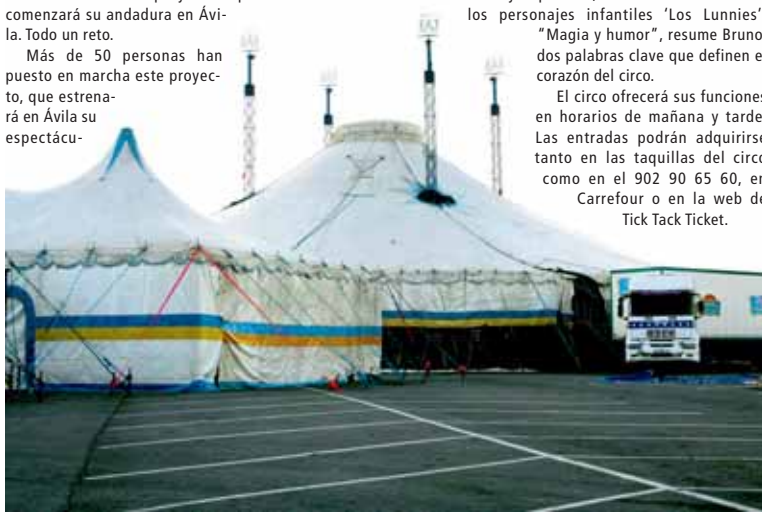 comenzará su andadura en Ávi-
la. Todo un reto.
Más de 50 personas han
puesto en marcha este proyec-
to, que estrena-
rá en Ávila su
espectácu-
los personajes infantiles ‘Los Lunnies’
“Magia y humor”, resume Bruno
dos palabras clave que definen
corazón del circo.
El circo ofrecerá sus funciones
en horarios de mañana y tarde
Las entradas podrán adquirirse
tanto en las taquillas del circo
como en el 902 90 65 60,
Carrefour o en la web de
Tick Tack Ticket.